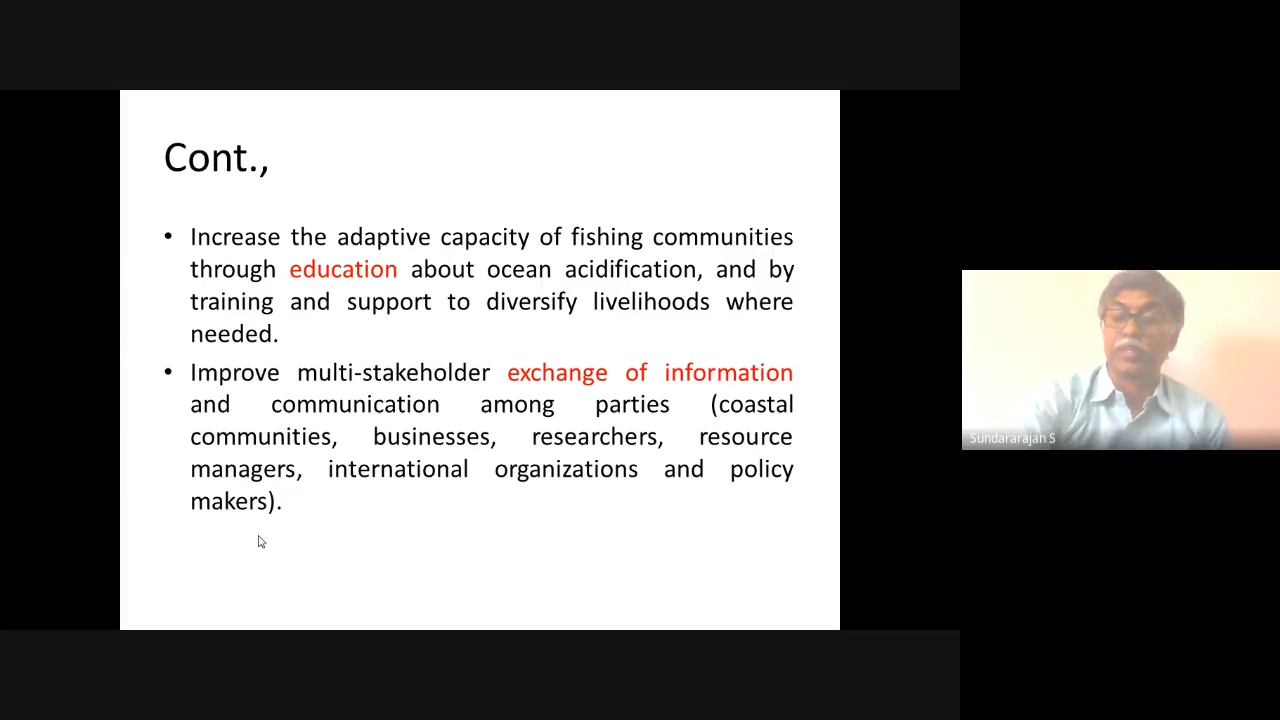 Cont.,
• Increase the adaptive capacity of fishing communities
through education about ocean acidification, and by
training and support to diversify livelihoods where
needed.
• Improve multi-stakeholder exchange of information
and communication among parties (coastal
communities, businesses, researchers, resource
managers, international organizations and policy
makers).
Sundararajan S